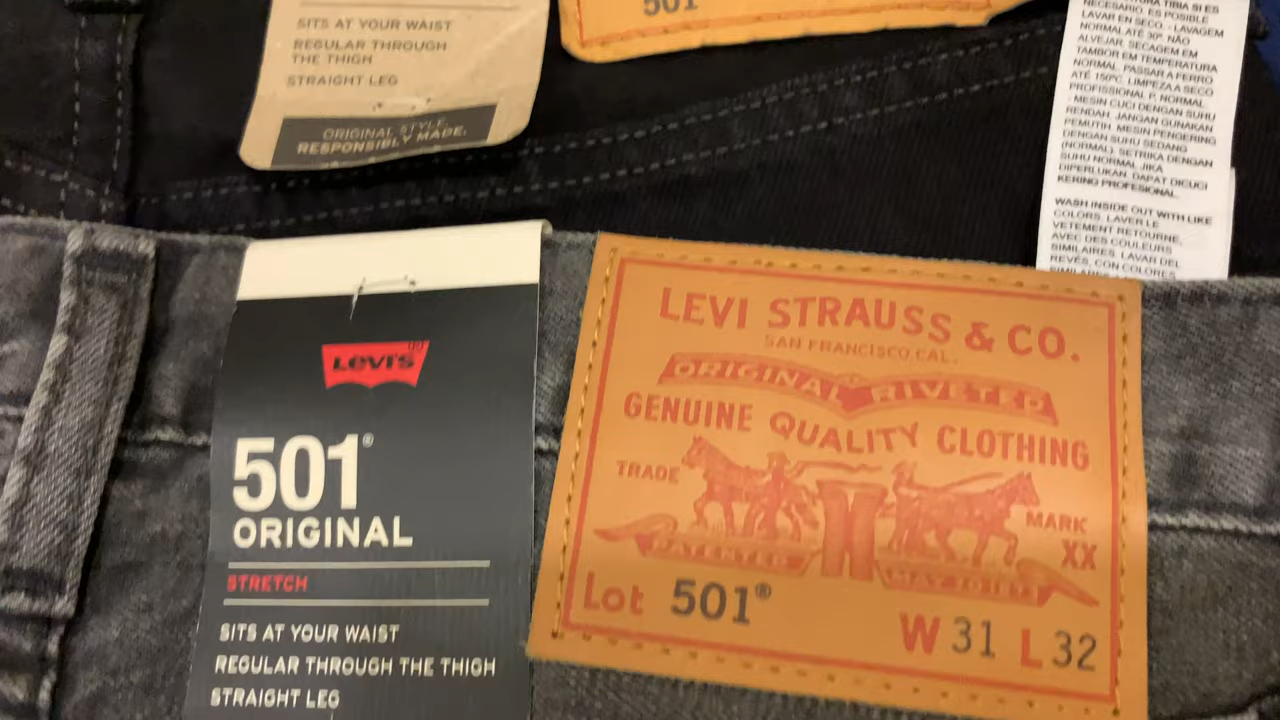 SITS AT YOUR WAIST
REGULAR THROUGH
THE THIGH
STRAIGHT LEG
ORIGINAL STYLE.
RESPONSIBLY MADE.
501
NECESARIO, ES POSIBLE
LAVAR EN SECO. - LAVAGEM
NORMAL ATÉ 30º. NÃO
ALVEJAR. SECAGEM EM
TAMBOR EM TEMPERATURA
NORMAL. PASSAR A FERRO
ATÉ 150ºC. LIMPEZA A SECO
PROFISSIONAL P. NORMAL.
- MESIN CUCI DENGAN SUHU
RENDAH. JANGAN GUNAKAN
PEMUTIH. MESIN PENGERING
DENGAN SUHU SEDANG
(NORMAL). SETRIKA DENGAN
SUHU NORMAL JIKA
DIPERLUKAN. DAPAT DICUCI
KERING PROFESIONAL.
WASH INSIDE OUT WITH LIKE
COLORS. LAVER LE
VETEMENT RETOURNE,
AVEC DES COULEURS
SIMILAIRES. LAVAR DEL
REVÉS, CON COLORES
Levi's
501®
ORIGINAL
STRETCH
SITS AT YOUR WAIST
REGULAR THROUGH THE THIGH
STRAIGHT LEG
LEVI STRAUSS & CO.
SAN FRANCISCO, CAL.
ORIGINAL RIVETED
GENUINE QUALITY CLOTHING
TRADE MARK
XX
PATENTED MAY 20 1873
Lot 501®
W 31 L 32